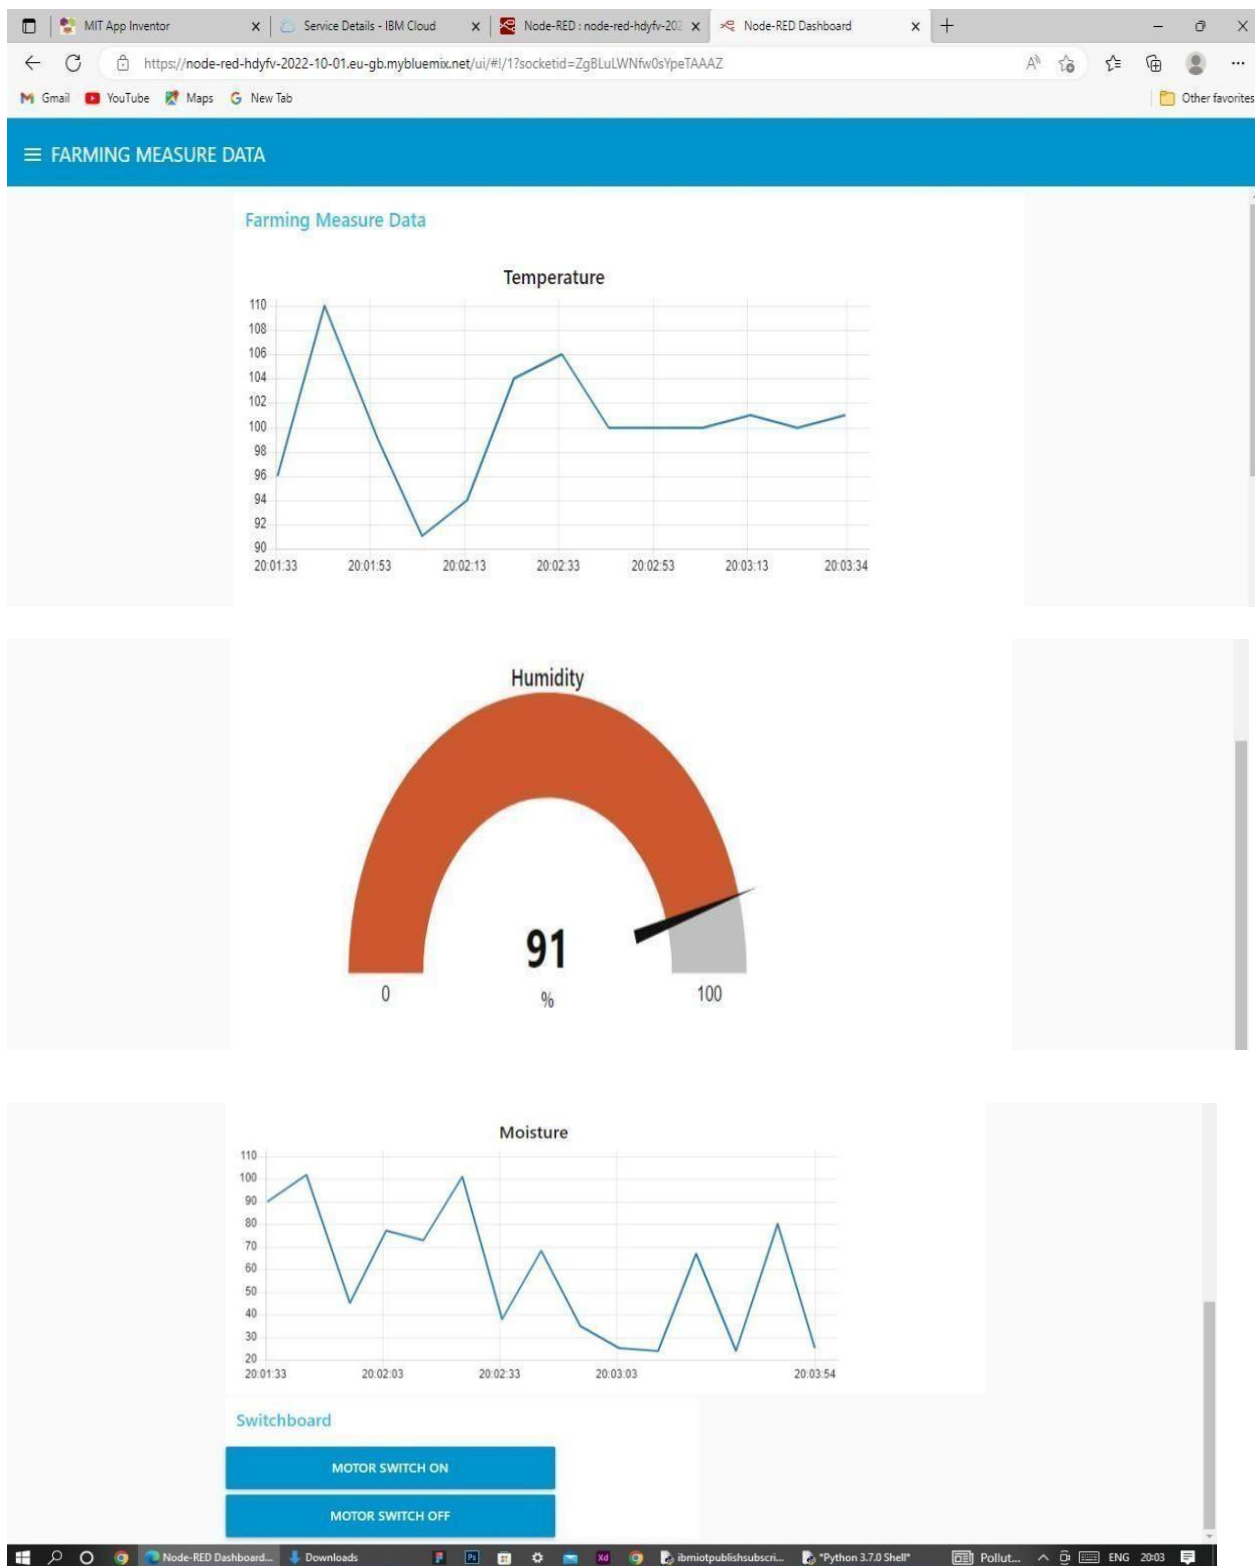 MIT App Inventor
Service Details - IBM Cloud
Node-RED : node-red-hdyfv-202
Node-RED Dashboard
https://node-red-hdyfv-2022-10-01.eu-gb.mybluemix.net/ui/#!/1?socketid=ZgBLuLWNfw0sYpeTAAAZ
Gmail YouTube Maps New Tab Other favorites
FARMING MEASURE DATA
Farming Measure Data
Temperature
110
108
106
104
102
100
98
96
94
92
90
20:01:33 20:01:53 20:02:13 20:02:33 20:02:53 20:03:13 20:03:34
Humidity
91
0 % 100
Moisture
110
100
90
80
70
60
50
40
30
20
20:01:33 20:02:03 20:02:33 20:03:03 20:03:54
Switchboard
MOTOR SWITCH ON
MOTOR SWITCH OFF
Node-RED Dashboard... Downloads Ps Xd ibmiotpublishsubscri... *Python 3.7.0 Shell* Pollut... ENG 20:03